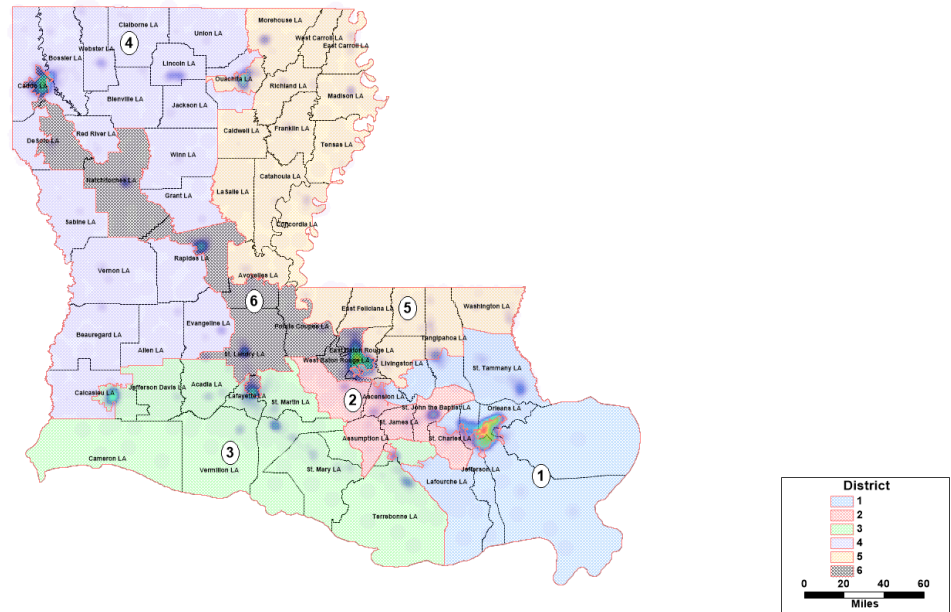 Morehouse LA
Claiborne LA
Union LA
West Carroll LA
East Carroll LA
4
Webster LA
Bossier LA
Lincoln LA
Caddo LA
Ouachita LA
Richland LA
Madison LA
Bienville LA
Jackson LA
Red River LA
Franklin LA
DeSoto LA
Caldwell LA
Tensas LA
Winn LA
Natchitoches LA
Catahoula LA
LaSalle LA
Grant LA
Sabine LA
Concordia LA
Rapides LA
Vernon LA
Avoyelles LA
6
East Feliciana LA
5
Washington LA
Beauregard LA
Evangeline LA
Pointe Coupee LA
Allen LA
St. Landry LA
East Baton Rouge LA
West Baton Rouge LA
Tangipahoa LA
Livingston LA
St. Tammany LA
Calcasieu LA
Jefferson Davis LA
Acadia LA
Lafayette LA
St. Martin LA
2
Ascension LA
St. John the Baptist LA
Orleans LA
St. James LA
Assumption LA
St. Charles LA
Cameron LA
3
Vermilion LA
St. Mary LA
Jefferson LA
1
Lafourche LA
Terrebonne LA
District
1
2
3
4
5
6
0 20 40 60
Miles